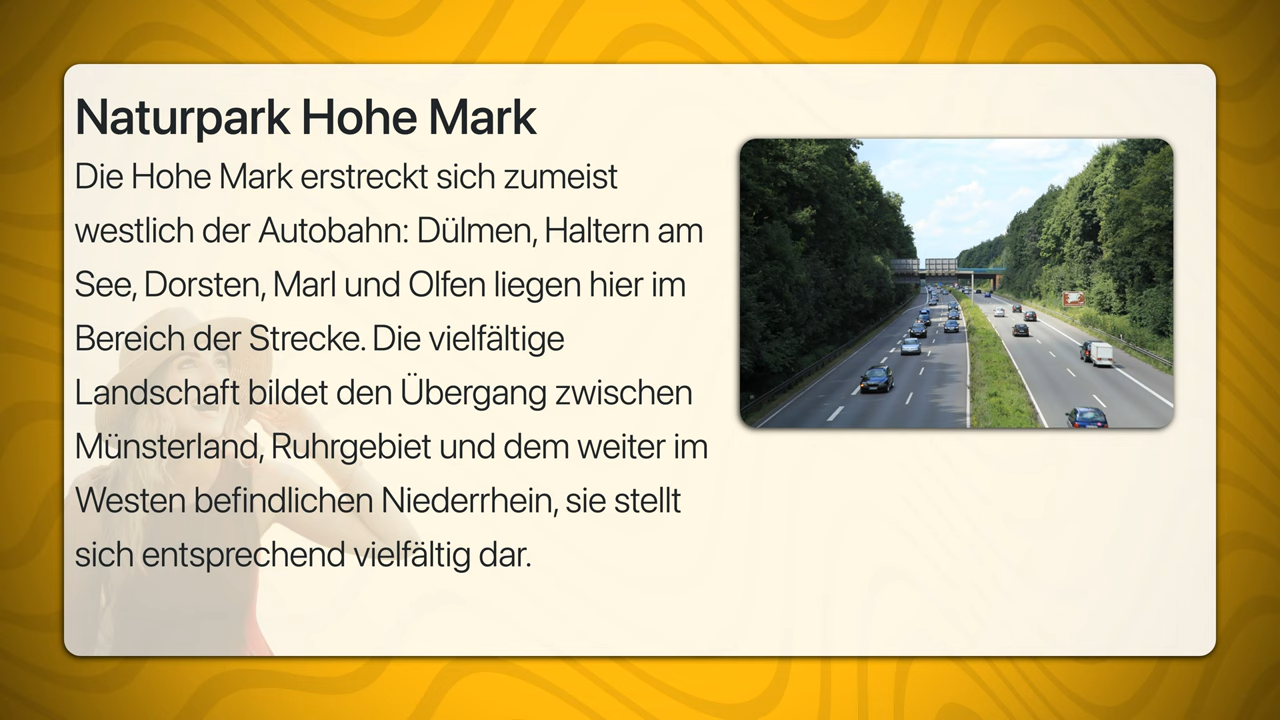 Naturpark Hohe Mark
Die Hohe Mark erstreckt sich zumeist
westlich der Autobahn: Dülmen, Haltern am
See, Dorsten, Marl und Olfen liegen hier im
Bereich der Strecke. Die vielfältige
Landschaft bildet den Übergang zwischen
Münsterland, Ruhrgebiet und dem weiter im
Westen befindlichen Niederrhein, sie stellt
sich entsprechend vielfältig dar.